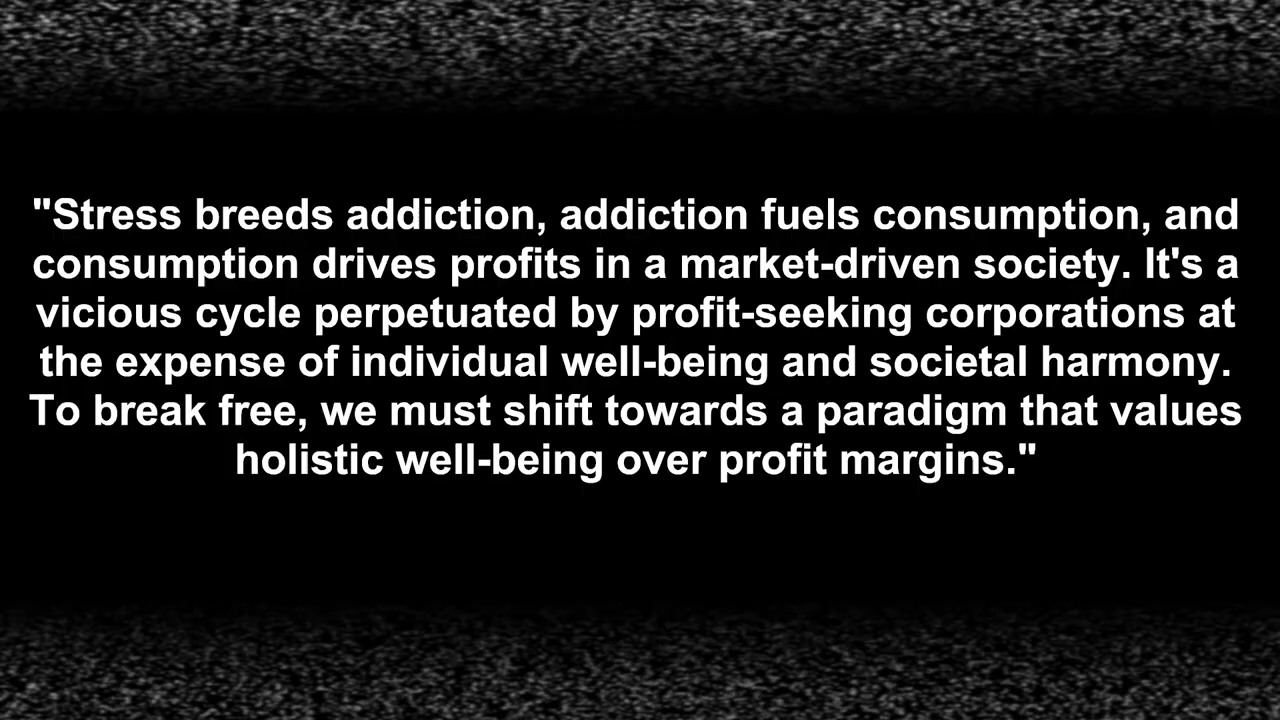 "Stress breeds addiction, addiction fuels consumption, and
consumption drives profits in a market-driven society. It's a
vicious cycle perpetuated by profit-seeking corporations at
the expense of individual well-being and societal harmony.
To break free, we must shift towards a paradigm that values
holistic well-being over profit margins."